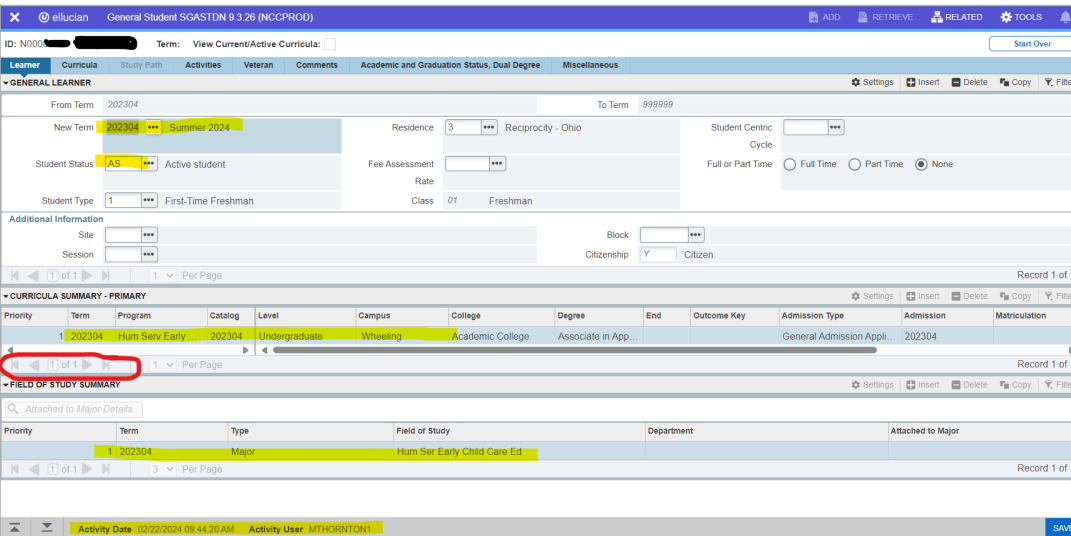 ✕ ellucian General Student SGASTDN 9.3.26 (NCCPROD) ADD RETRIEVE RELATED TOOLS
ID: N000 Term: View Current/Active Curricula: Start Over
Learner Curricula Study Path Activities Veteran Comments Academic and Graduation Status, Dual Degree Miscellaneous
GENERAL LEARNER Settings Insert Delete Copy Filte
From Term 202304 To Term 999999
New Term 202304 ••• Summer 2024 Residence 3 ••• Reciprocity - Ohio Student Centric •••
Cycle
Student Status AS ••• Active student Fee Assessment ••• Full or Part Time Full Time Part Time None
Rate
Student Type 1 ••• First-Time Freshman Class 01 Freshman
Additional Information
Site ••• Block •••
Session ••• Citizenship Y Citizen
1 of 1 1 Per Page Record 1 of 1
CURRICULA SUMMARY - PRIMARY Settings Insert Delete Copy Filte
Priority Term Program Catalog Level Campus College Degree End Outcome Key Admission Type Admission Matriculation
1 202304 Hum Serv Early ... 202304 Undergraduate Wheeling Academic College Associate in App... General Admission Appli... 202304
1 of 1 1 Per Page Record 1 of 1
FIELD OF STUDY SUMMARY Settings Insert Delete Copy Filte
Attached to Major Details
Priority Term Type Field of Study Department Attached to Major
1 202304 Major Hum Ser Early Child Care Ed
1 of 1 3 Per Page Record 1 of 1
Activity Date 02/22/2024 09:44:20 AM Activity User MTHORNTON1 SAVE